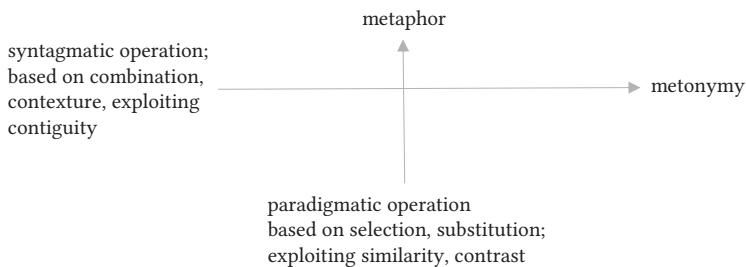 metaphor
syntagmatic operation;
based on combination,
contexture, exploiting
contiguity
metonymy
paradigmatic operation
based on selection, substitution;
exploiting similarity, contrast